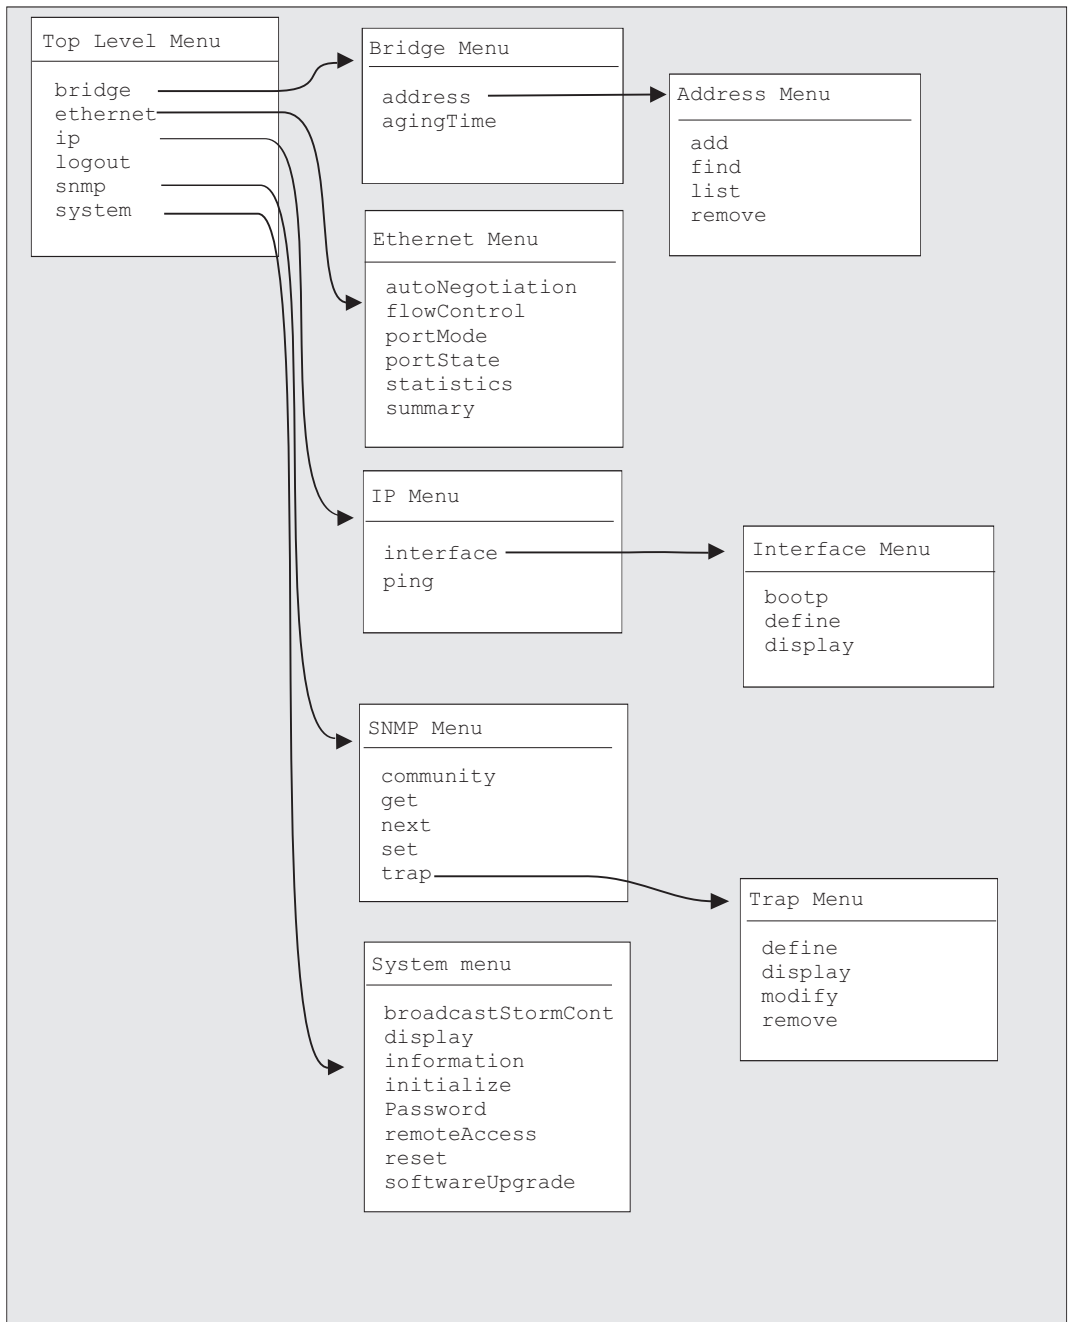 Top Level Menu
bridge
ethernet
ip
logout
snmp
system
Bridge Menu
address
agingTime
Address Menu
add
find
list
remove
Ethernet Menu
autoNegotiation
flowControl
portMode
portState
statistics
summary
IP Menu
interface
ping
Interface Menu
bootp
define
display
SNMP Menu
community
get
next
set
trap
Trap Menu
define
display
modify
remove
System menu
broadcastStormCont
display
information
initialize
Password
remoteAccess
reset
softwareUpgrade